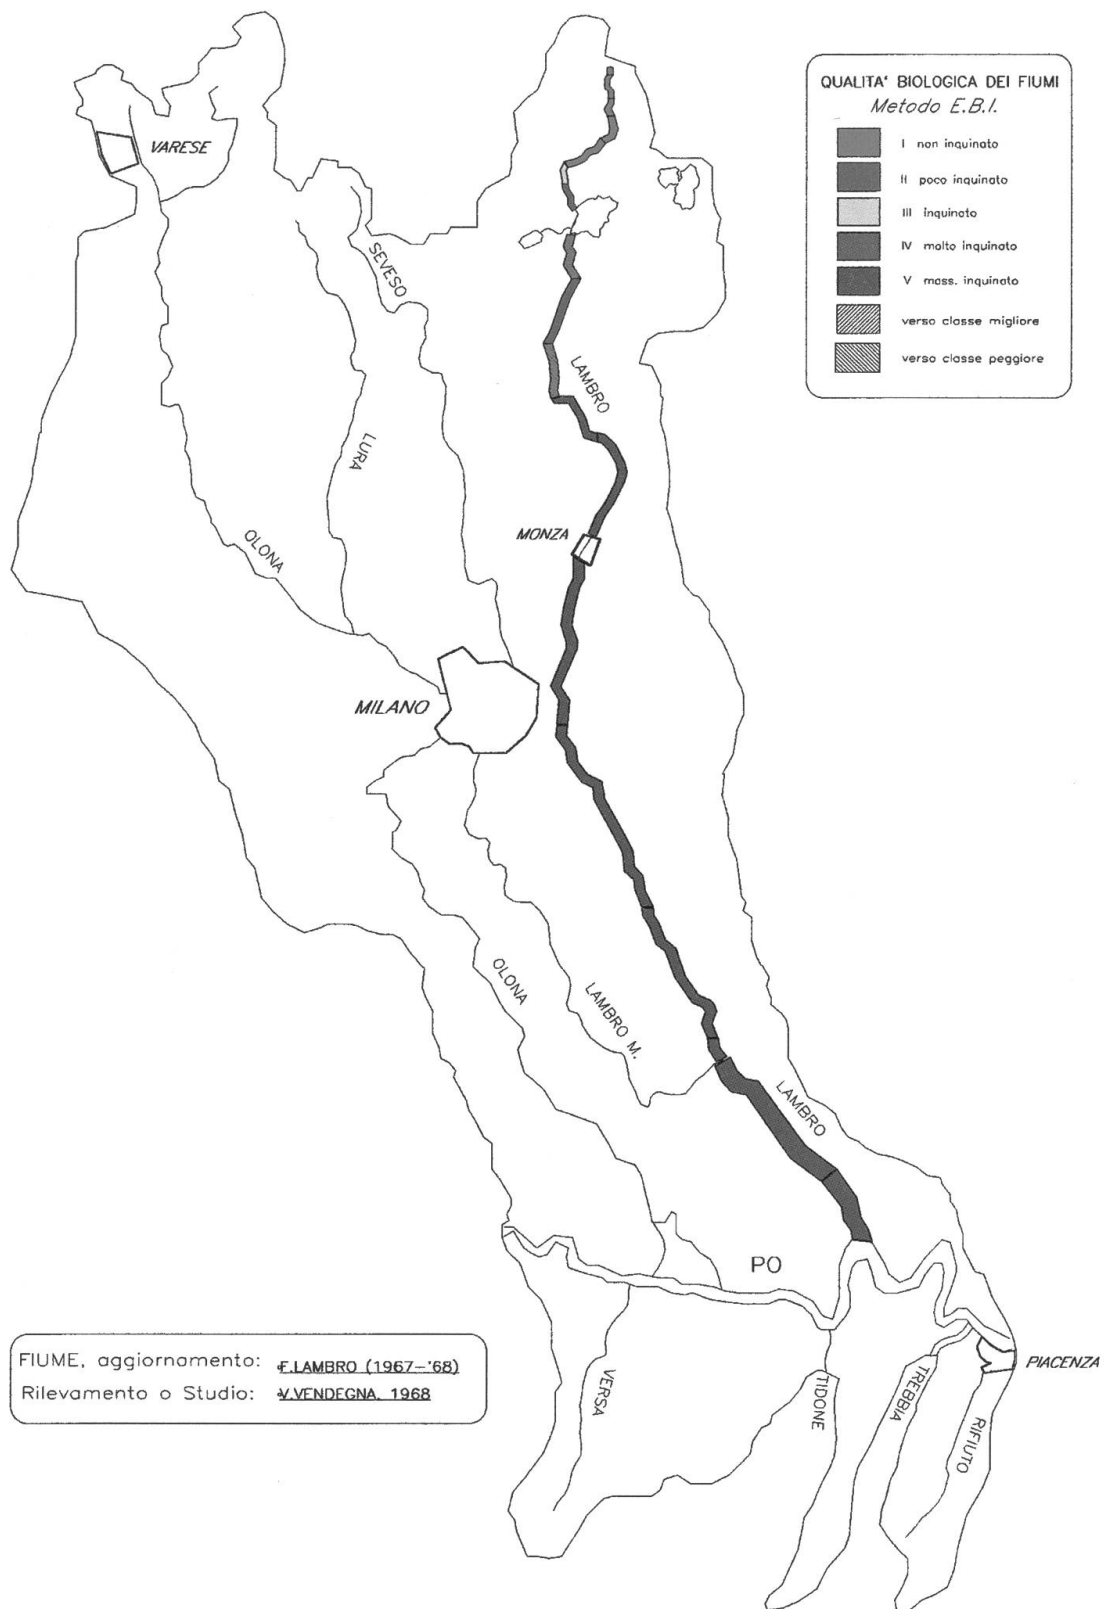 QUALITA' BIOLOGICA DEI FIUMI
Metodo E.B.I.
I non inquinato
II poco inquinato
III inquinato
IV molto inquinato
V mass. inquinato
verso classe migliore
verso classe peggiore
VARESE
SEVESO
LAMBRO
LURA
OLONA
MONZA
MILANO
OLONA
LAMBRO M.
LAMBRO
PO
PIACENZA
VERSA
TIDONE
TREBBIA
RIFIUTO
FIUME, aggiornamento: F.LAMBRO (1967-'68)
Rilevamento o Studio: V.VENDEGNA, 1968